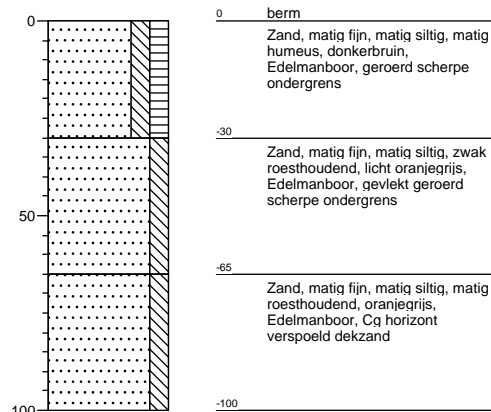 0
50
100
0 berm
Zand, matig fijn, matig siltig, matig
humeus, donkerbruin,
Edelmanboor, geroerd scherpe
ondergrens
-30
Zand, matig fijn, matig siltig, zwak
roesthoudend, licht oranjegrijs,
Edelmanboor, gevlekt geroerd
scherpe ondergrens
-65
Zand, matig fijn, matig siltig, matig
roesthoudend, oranjegrijs,
Edelmanboor, Cg horizont
verspoeld dekzand
-100